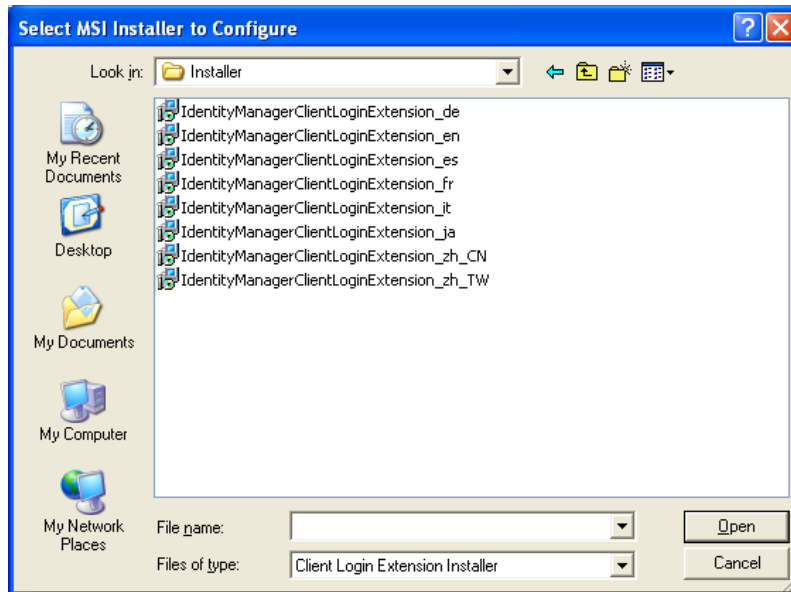 Select MSI Installer to Configure
Look in:
Installer
IdentityManagerClientLoginExtension_de
IdentityManagerClientLoginExtension_en
IdentityManagerClientLoginExtension_es
IdentityManagerClientLoginExtension_fr
IdentityManagerClientLoginExtension_it
IdentityManagerClientLoginExtension_ja
IdentityManagerClientLoginExtension_zh_CN
IdentityManagerClientLoginExtension_zh_TW
My Recent
Documents
Desktop
My Documents
My Computer
My Network
Places
File name:
Open
Files of type:
Client Login Extension Installer
Cancel